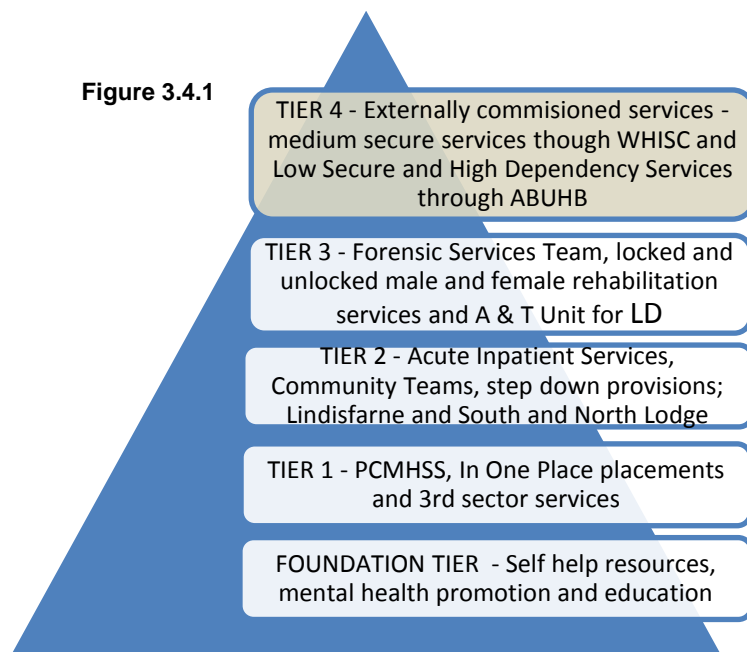 Figure 3.4.1
TIER 4 - Externally commisioned services -
medium secure services though WHISC and
Low Secure and High Dependency Services
through ABUHB
TIER 3 - Forensic Services Team, locked and
unlocked male and female rehabilitation
services and A & T Unit for LD
TIER 2 - Acute Inpatient Services,
Community Teams, step down provisions;
Lindisfarne and South and North Lodge
TIER 1 - PCMHSS, In One Place placements
and 3rd sector services
FOUNDATION TIER - Self help resources,
mental health promotion and education